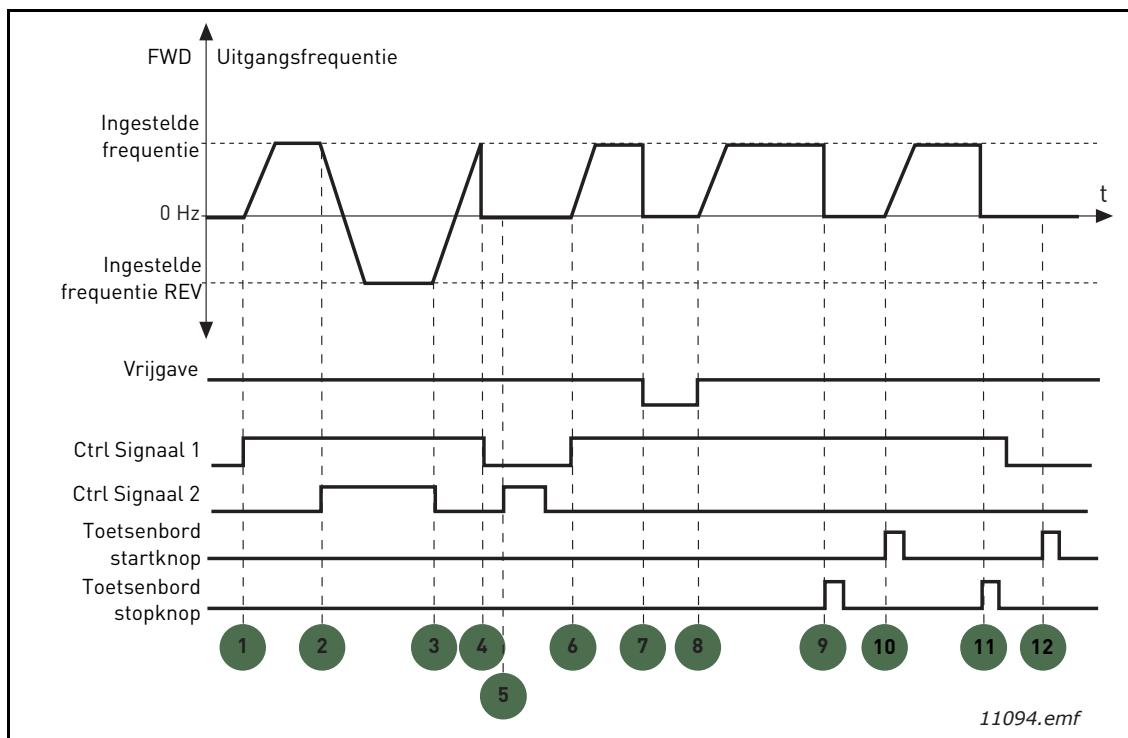 FWD
Uitgangsfrequentie
Ingestelde
frequentie
0 Hz
t
Ingestelde
frequentie REV
Vrijgave
Ctrl Signaal 1
Ctrl Signaal 2
Toetsenbord
startknop
Toetsenbord
stopknop
1 2 3 4 6 7 8 9 10 11 12
5
11094.emf